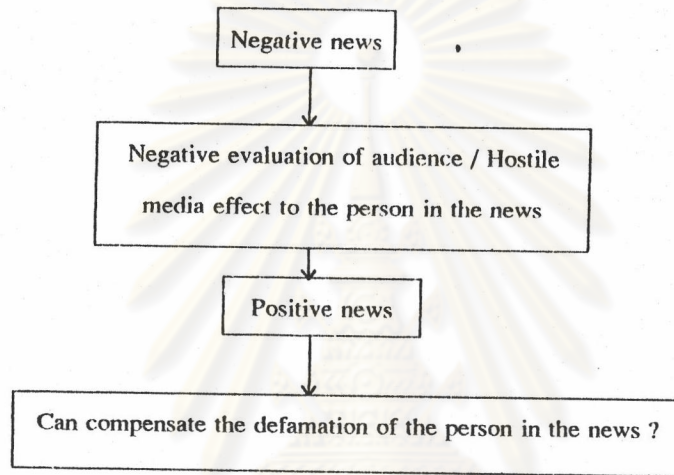 Negative news
Negative evaluation of audience / Hostile
media effect to the person in the news
Positive news
Can compensate the defamation of the person in the news ?